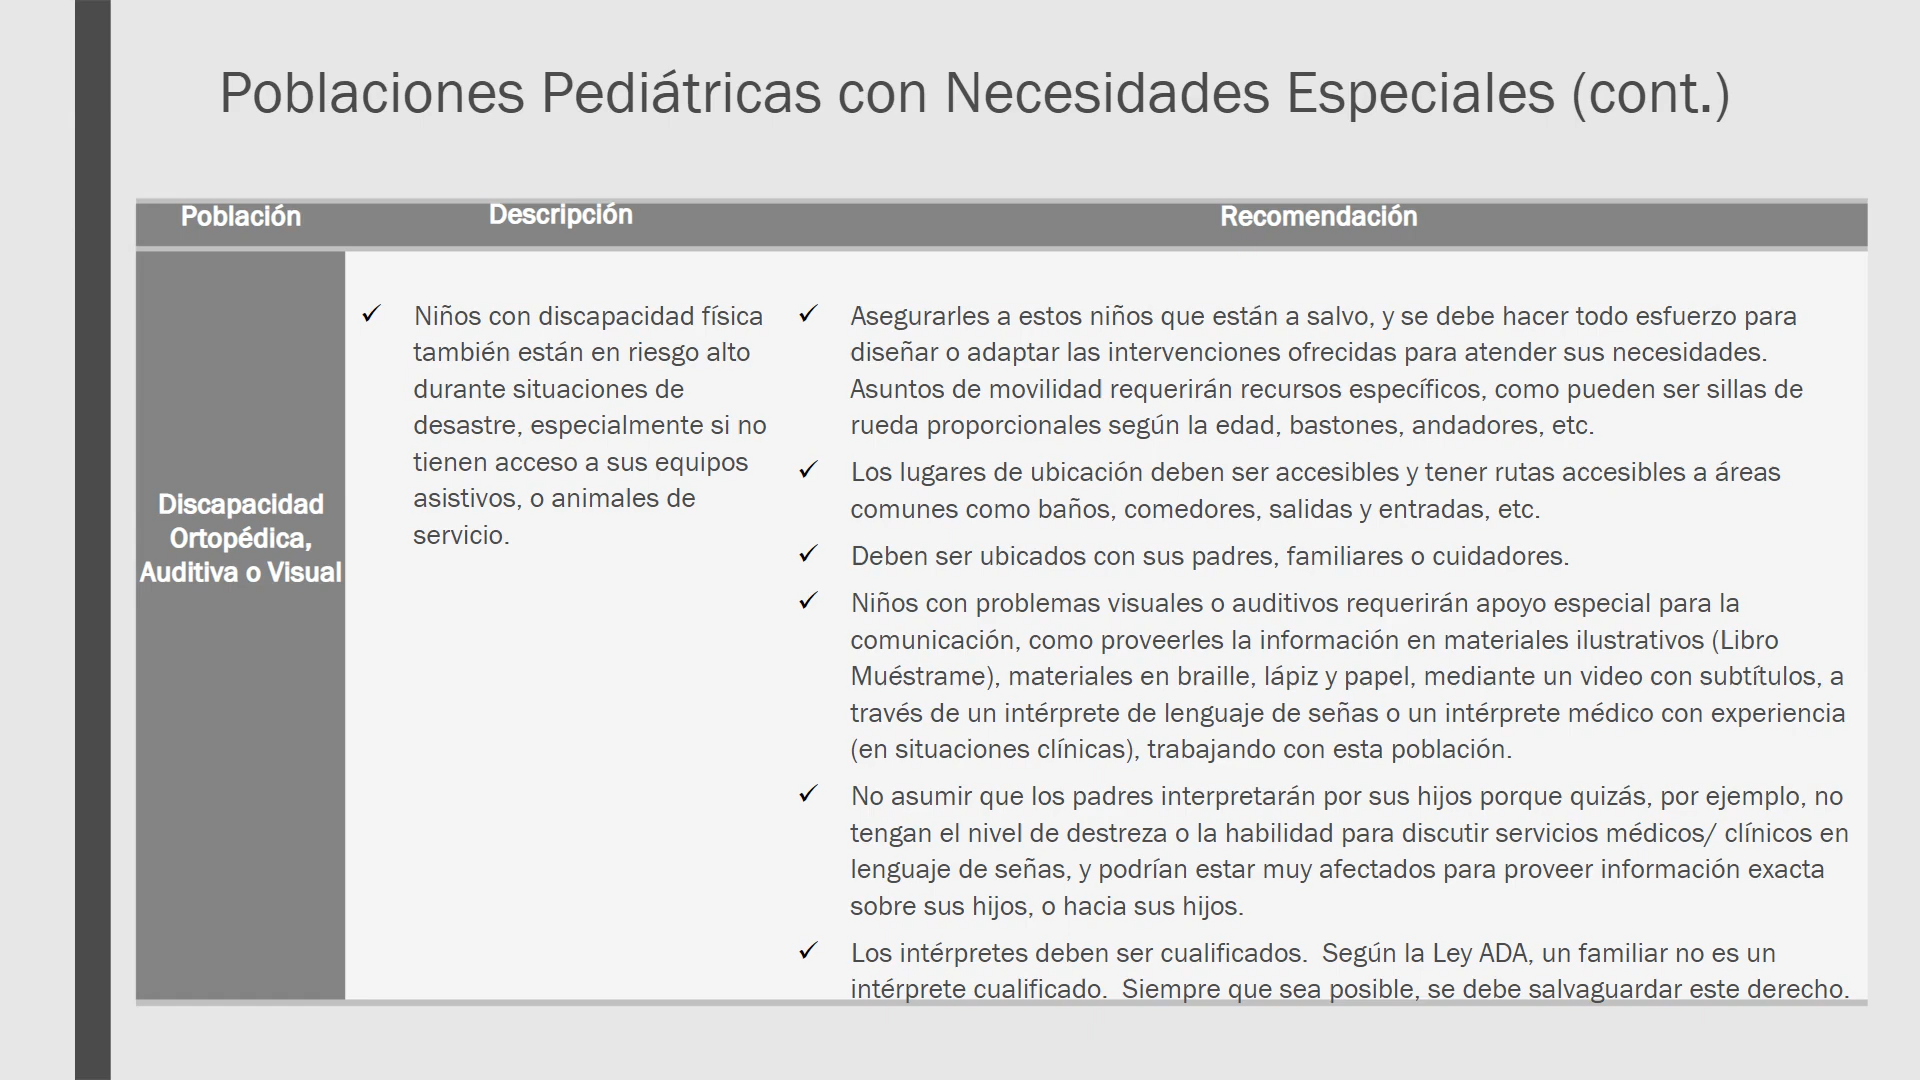 Poblaciones Pediátricas con Necesidades Especiales (cont.)
Población
Descripción
Recomendación
Discapacidad
Ortopédica,
Auditiva o Visual
✓ Niños con discapacidad física
también están en riesgo alto
durante situaciones de
desastre, especialmente si no
tienen acceso a sus equipos
asistivos, o animales de
servicio.
✓ Asegurarles a estos niños que están a salvo, y se debe hacer todo esfuerzo para
diseñar o adaptar las intervenciones ofrecidas para atender sus necesidades.
Asuntos de movilidad requerirán recursos específicos, como pueden ser sillas de
rueda proporcionales según la edad, bastones, andadores, etc.
✓ Los lugares de ubicación deben ser accesibles y tener rutas accesibles a áreas
comunes como baños, comedores, salidas y entradas, etc.
✓ Deben ser ubicados con sus padres, familiares o cuidadores.
✓ Niños con problemas visuales o auditivos requerirán apoyo especial para la
comunicación, como proveerles la información en materiales ilustrativos (Libro
Muéstrame), materiales en braille, lápiz y papel, mediante un video con subtítulos, a
través de un intérprete de lenguaje de señas o un intérprete médico con experiencia
(en situaciones clínicas), trabajando con esta población.
✓ No asumir que los padres interpretarán por sus hijos porque quizás, por ejemplo, no
tengan el nivel de destreza o la habilidad para discutir servicios médicos/ clínicos en
lenguaje de señas, y podrían estar muy afectados para proveer información exacta
sobre sus hijos, o hacia sus hijos.
✓ Los intérpretes deben ser cualificados.  Según la Ley ADA, un familiar no es un
intérprete cualificado.  Siempre que sea posible, se debe salvaguardar este derecho.